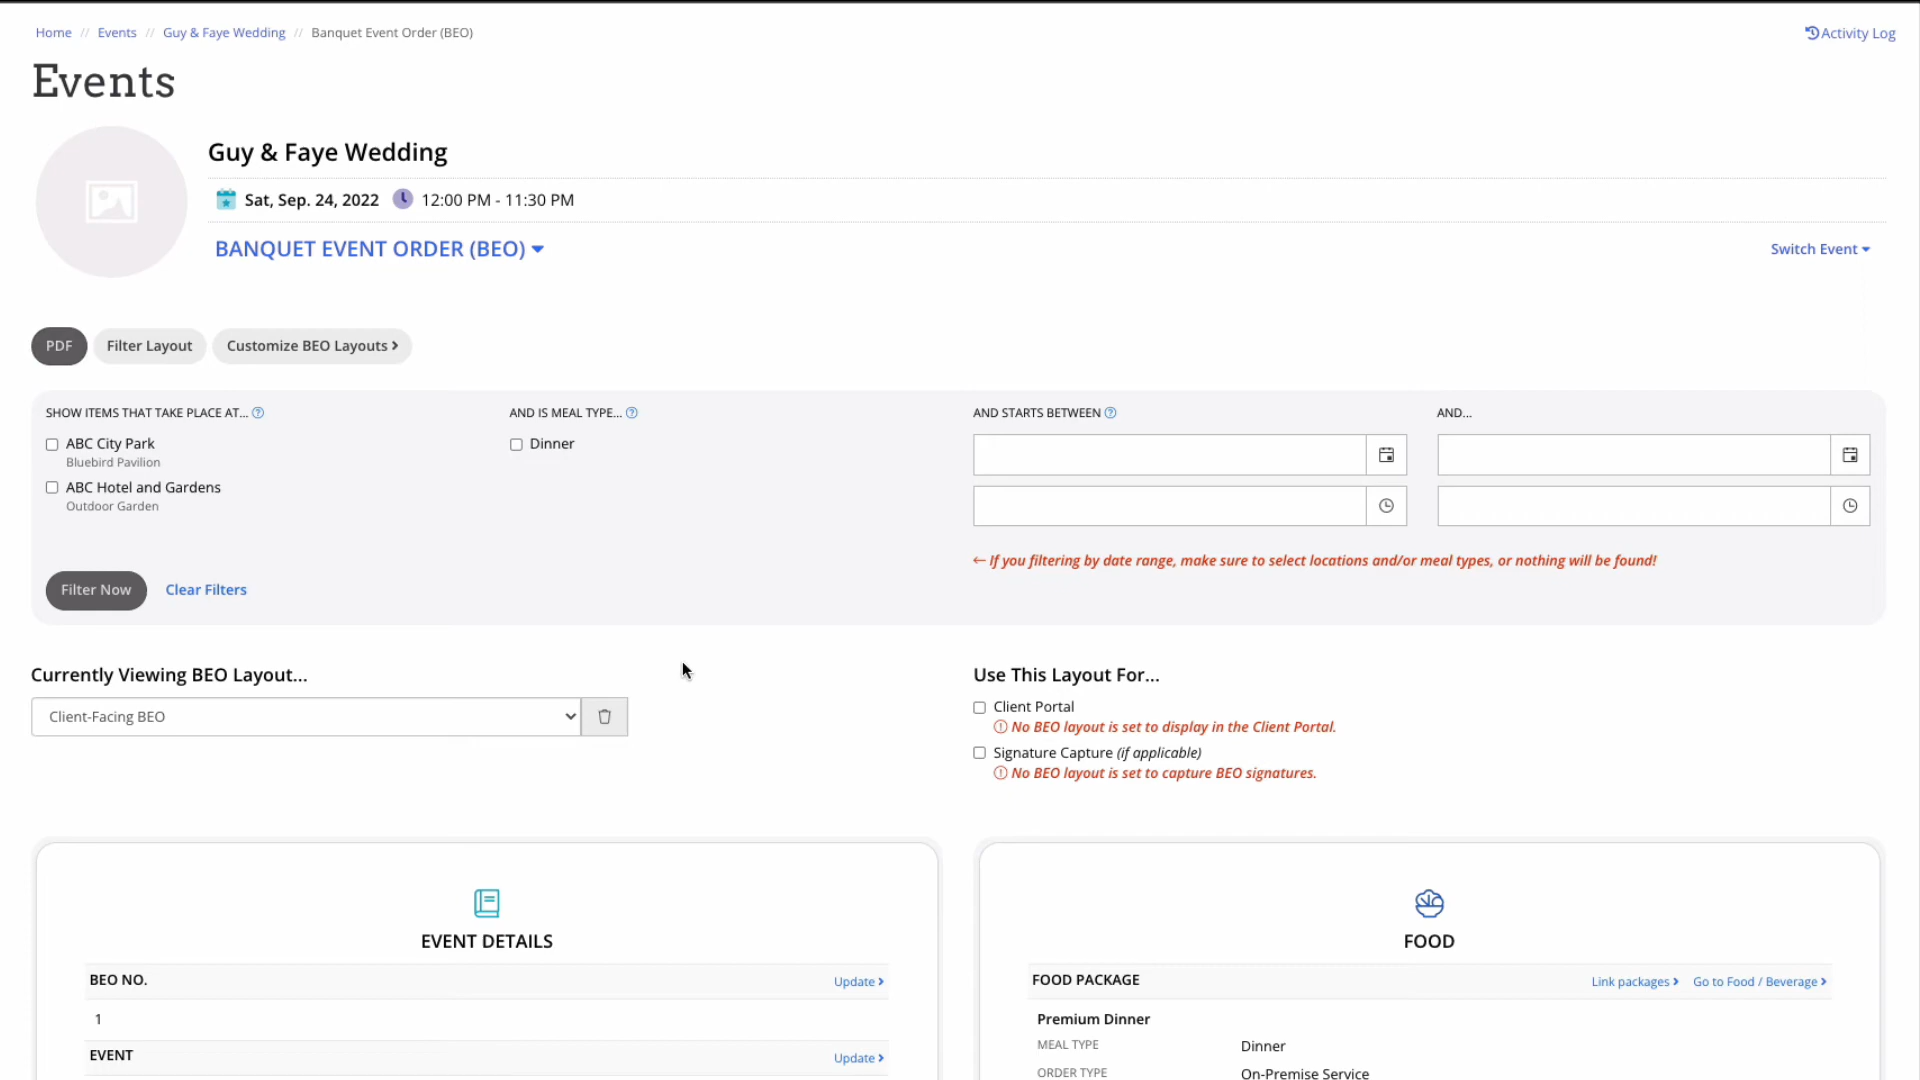 Home // Events // Guy & Faye Wedding // Banquet Event Order (BEO)
Activity Log
Events
Guy & Faye Wedding
Sat, Sep. 24, 2022 12:00 PM - 11:30 PM
BANQUET EVENT ORDER (BEO)
Switch Event
PDF
Filter Layout
Customize BEO Layouts
SHOW ITEMS THAT TAKE PLACE AT...
ABC City Park
Bluebird Pavilion
ABC Hotel and Gardens
Outdoor Garden
AND IS MEAL TYPE...
Dinner
AND STARTS BETWEEN
AND...
← If you filtering by date range, make sure to select locations and/or meal types, or nothing will be found!
Filter Now
Clear Filters
Currently Viewing BEO Layout...
Client-Facing BEO
Use This Layout For...
Client Portal
No BEO layout is set to display in the Client Portal.
Signature Capture (if applicable)
No BEO layout is set to capture BEO signatures.
EVENT DETAILS
BEO NO.
Update
1
EVENT
Update
FOOD
FOOD PACKAGE
Link packages
Go to Food / Beverage
Premium Dinner
MEAL TYPE Dinner
ORDER TYPE On-Premise Service